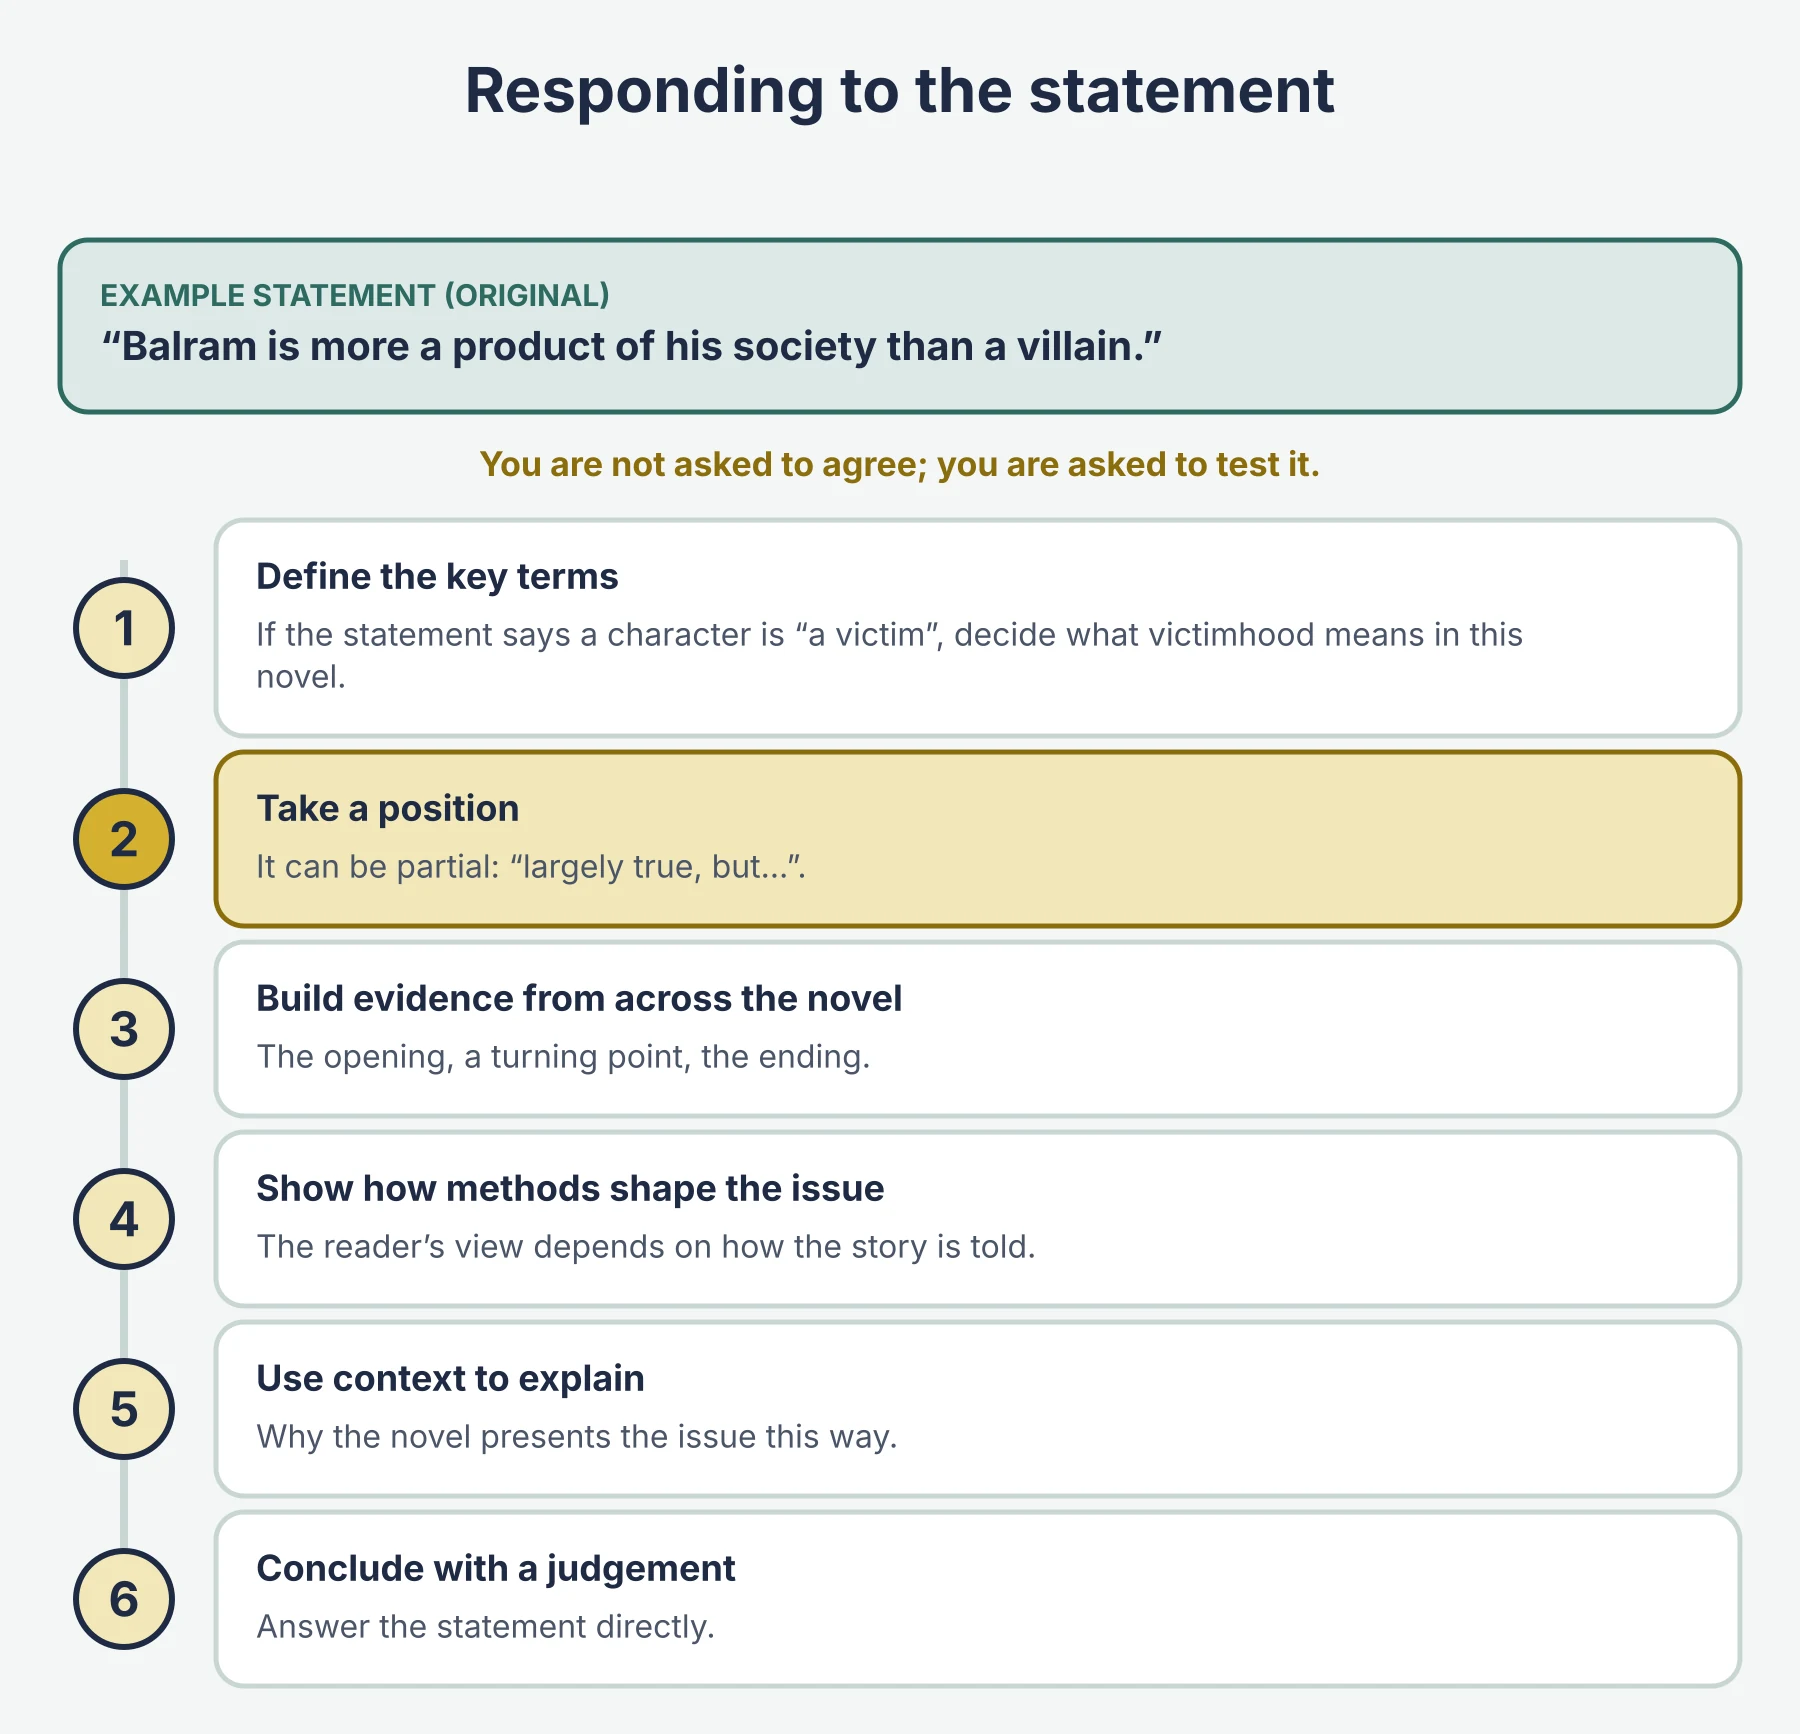 Responding to the statement
EXAMPLE STATEMENT (ORIGINAL)
“Balram is more a product of his society than a villain.”
You are not asked to agree; you are asked to test it.
1
Define the key terms
If the statement says a character is “a victim”, decide what victimhood means in this
novel.
2
Take a position
It can be partial: “largely true, but…”.
3
Build evidence from across the novel
The opening, a turning point, the ending.
4
Show how methods shape the issue
The reader’s view depends on how the story is told.
5
Use context to explain
Why the novel presents the issue this way.
6
Conclude with a judgement
Answer the statement directly.